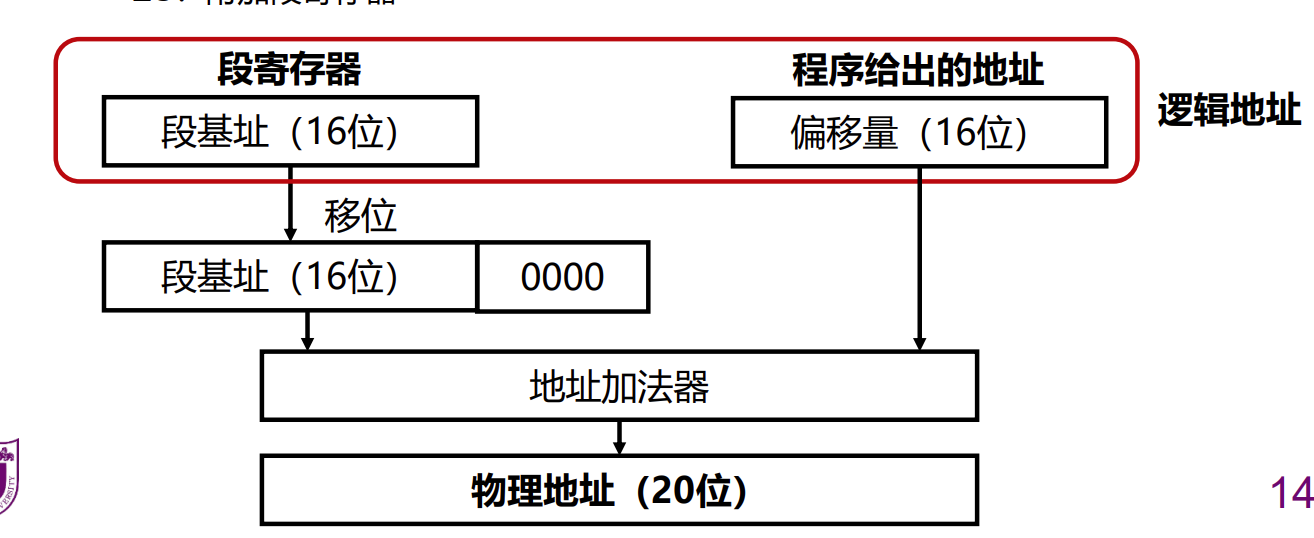 段寄存器
程序给出的地址
逻辑地址
段基址（16位）
偏移量（16位）
移位
段基址（16位）
0000
地址加法器
物理地址（20位）
14